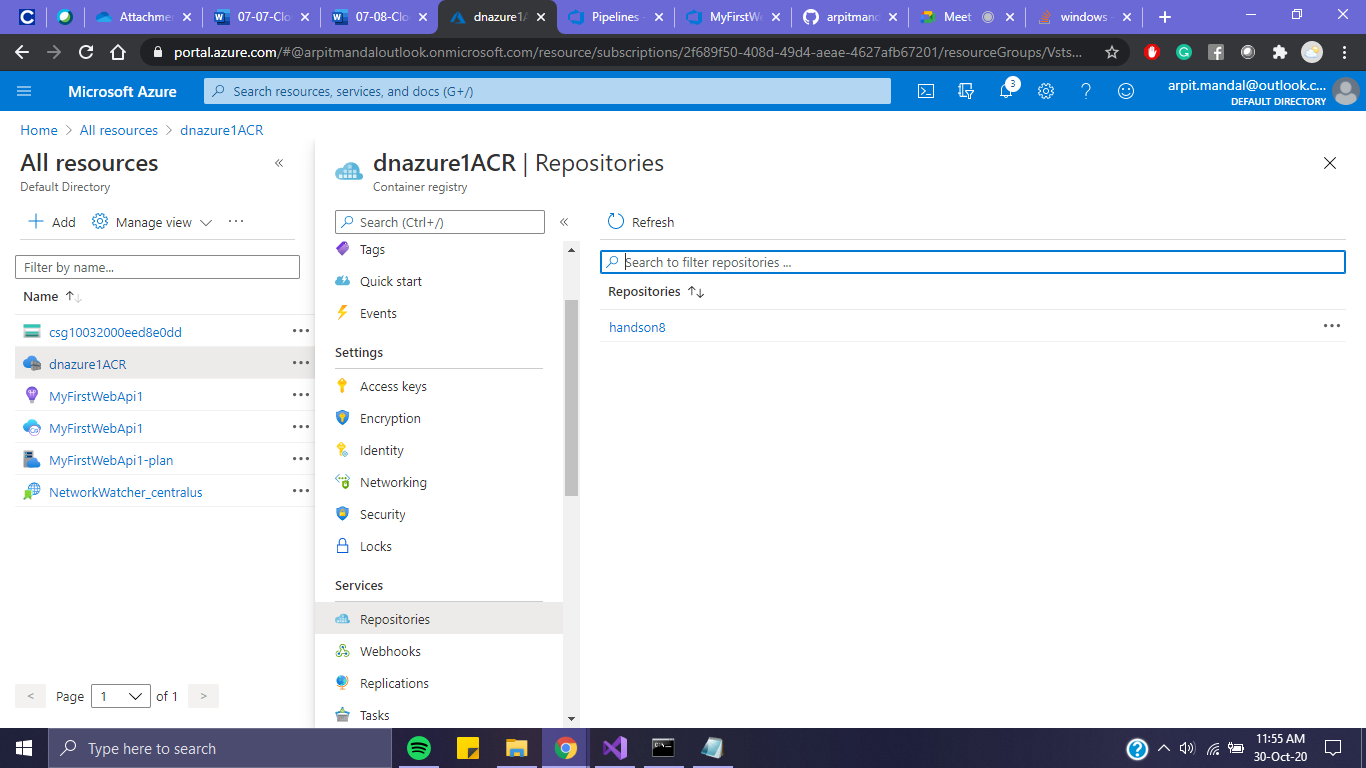 Attachmen
07-07-Clo
07-08-Clo
dnazure1A
Pipelines -
MyFirstWe
arpitmand
Meet
windows -
portal.azure.com/#@arpitmandaloutlook.onmicrosoft.com/resource/subscriptions/2f689f50-408d-49d4-aeae-4627afb67201/resourceGroups/Vsts...
Microsoft Azure
Search resources, services, and docs (G+/)
3
arpit.mandal@outlook.c...
DEFAULT DIRECTORY
Home > All resources > dnazure1ACR
All resources
Default Directory
Add
Manage view
Filter by name...
Name
csg10032000eed8e0dd
dnazure1ACR
MyFirstWebApi1
MyFirstWebApi1
MyFirstWebApi1-plan
NetworkWatcher_centralus
< Page 1 of 1 >
dnazure1ACR | Repositories
Container registry
Search (Ctrl+/)
Tags
Quick start
Events
Settings
Access keys
Encryption
Identity
Networking
Security
Locks
Services
Repositories
Webhooks
Replications
Tasks
Refresh
Search to filter repositories ...
Repositories
handson8
Type here to search
11:55 AM
30-Oct-20